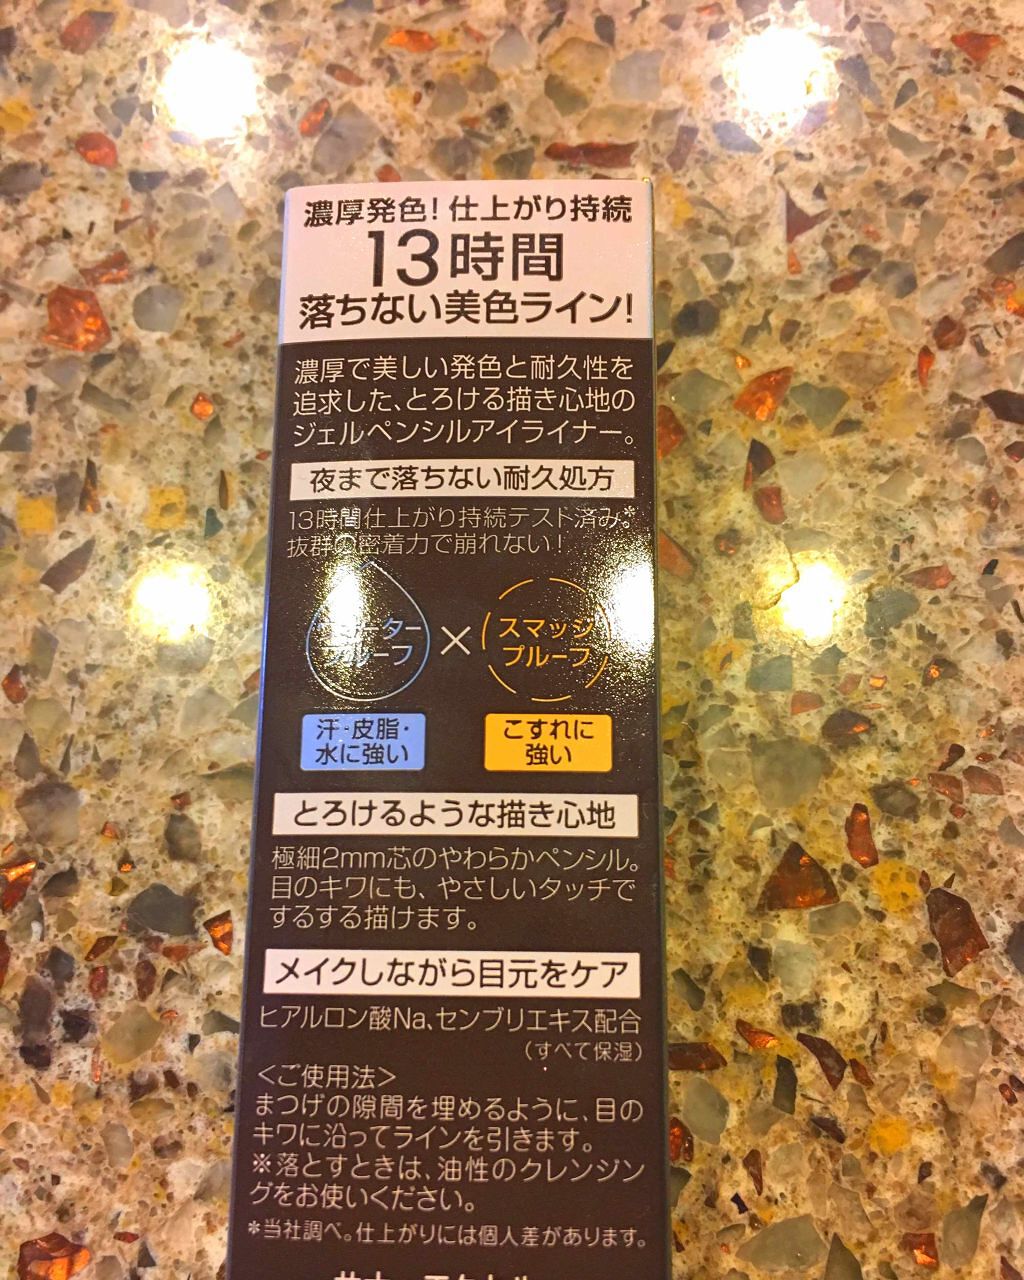 濃厚発色!仕上がり持続
13時間
落ちない美色ライン!
濃厚で美しい発色と耐久性を
追求した、とろける描き心地の
ジェルペンシルアイライナー。
夜まで落ちない耐久処方
13時間仕上がり持続テスト済み。*
抜群の密着力で崩れない!
ウォーター
プルーフ
×
スマッジ
プルーフ
汗・皮脂・
水に強い
こすれに
強い
とろけるような描き心地
極細2mm芯のやわらかペンシル。
目のキワにも、やさしいタッチで
するする描けます。
メイクしながら目元をケア
ヒアルロン酸Na、センブリエキス配合
(すべて保湿)
<ご使用法>
まつげの隙間を埋めるように、目の
キワに沿ってラインを引きます。
※落とすときは、油性のクレンジン
グをお使いください。
*当社調べ。仕上がりには個人差があります。